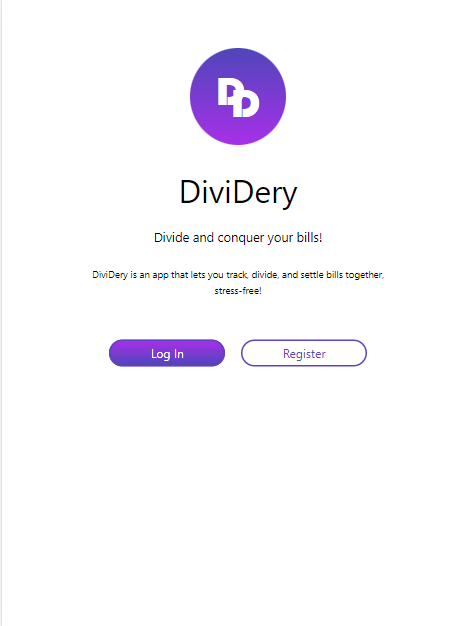 DD
DiviDery
Divide and conquer your bills!
DiviDery is an app that lets you track, divide, and settle bills together,
stress-free!
Log In
Register